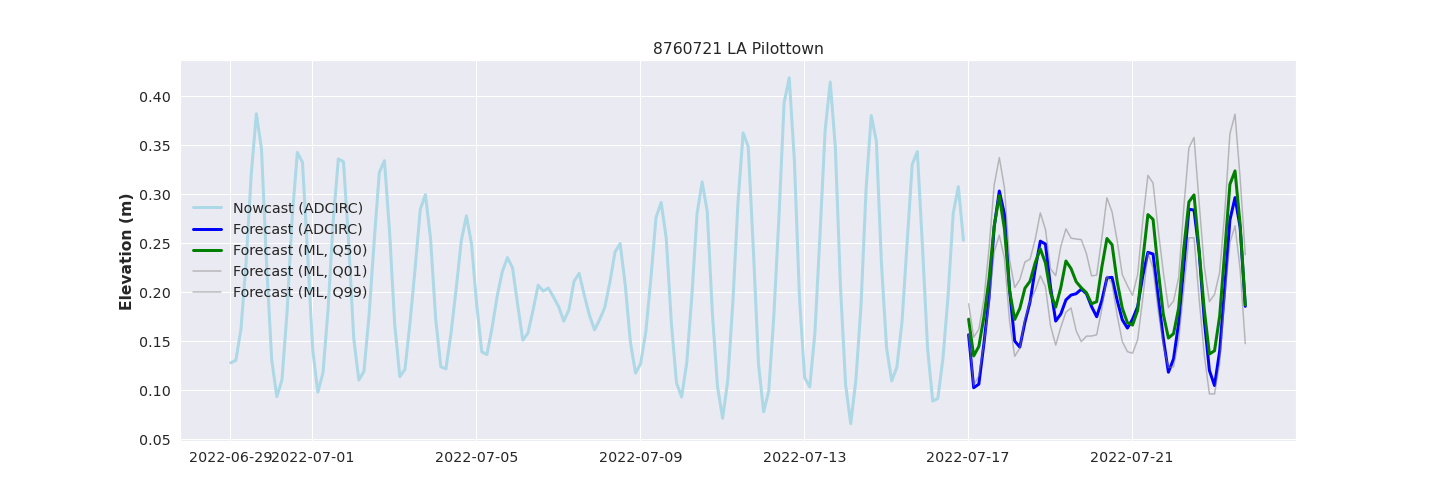 8760721 LA Pilottown
Elevation (m)
0.40
0.35
0.30
0.25
0.20
0.15
0.10
0.05
Nowcast (ADCIRC)
Forecast (ADCIRC)
Forecast (ML, Q50)
Forecast (ML, Q01)
Forecast (ML, Q99)
2022-06-29 2022-07-01 2022-07-05 2022-07-09 2022-07-13 2022-07-17 2022-07-21